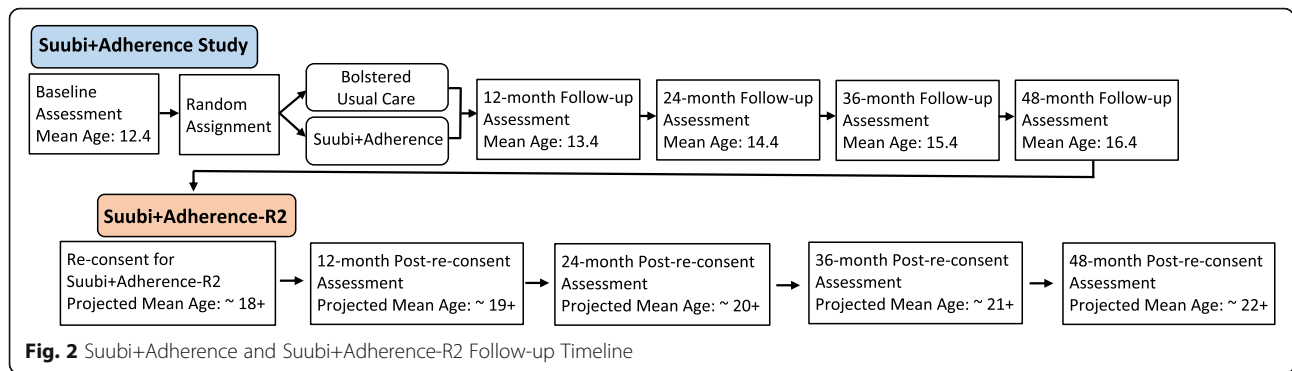 Suubi+Adherence Study
Baseline
Assessment
Mean Age: 12.4
Random
Assignment
Bolstered
Usual Care
Suubi+Adherence
12-month Follow-up
Assessment
Mean Age: 13.4
24-month Follow-up
Assessment
Mean Age: 14.4
36-month Follow-up
Assessment
Mean Age: 15.4
48-month Follow-up
Assessment
Mean Age: 16.4
Suubi+Adherence-R2
Re-consent for
Suubi+Adherence-R2
Projected Mean Age: ~ 18+
12-month Post-re-consent
Assessment
Projected Mean Age: ~ 19+
24-month Post-re-consent
Assessment
Projected Mean Age: ~ 20+
36-month Post-re-consent
Assessment
Projected Mean Age: ~ 21+
48-month Post-re-consent
Assessment
Projected Mean Age: ~ 22+
Fig. 2 Suubi+Adherence and Suubi+Adherence-R2 Follow-up Timeline